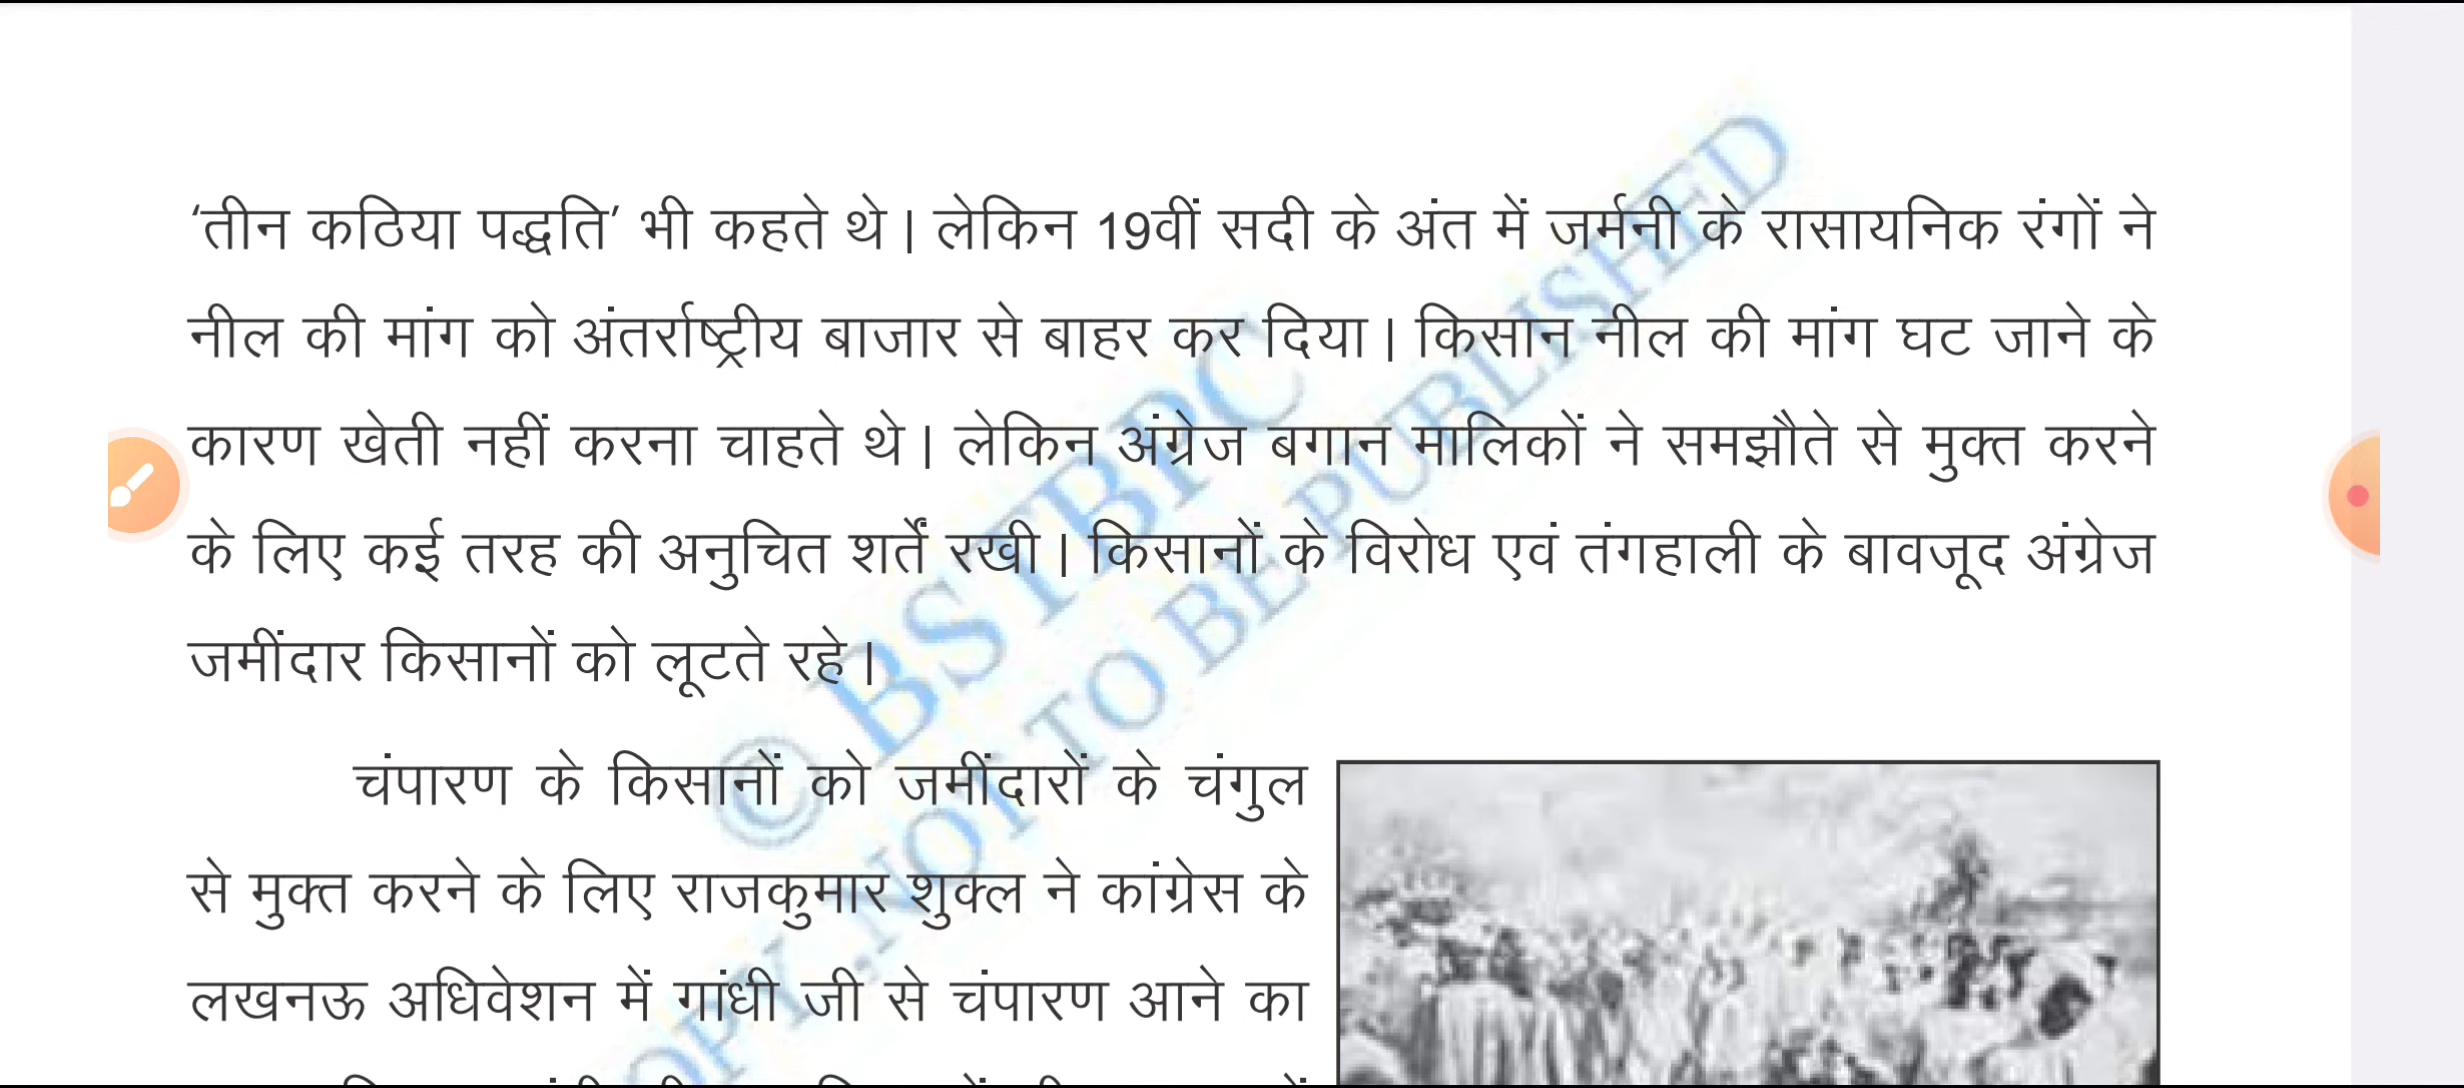 ‘तीन कठिया पद्धति’ भी कहते थे। लेकिन 19वीं सदी के अंत में जर्मनी के रासायनिक रंगों ने
नील की मांग को अंतर्राष्ट्रीय बाजार से बाहर कर दिया। किसान नील की मांग घट जाने के
कारण खेती नहीं करना चाहते थे। लेकिन अंग्रेज बगान मालिकों ने समझौते से मुक्त करने
के लिए कई तरह की अनुचित शर्तें रखी। किसानों के विरोध एवं तंगहाली के बावजूद अंग्रेज
जमींदार किसानों को लूटते रहे।
चंपारण के किसानों को जमींदारों के चंगुल
से मुक्त करने के लिए राजकुमार शुक्ल ने कांग्रेस के
लखनऊ अधिवेशन में गांधी जी से चंपारण आने का
© BSTBPC
OPY.NOT TO BE PUBLISHED